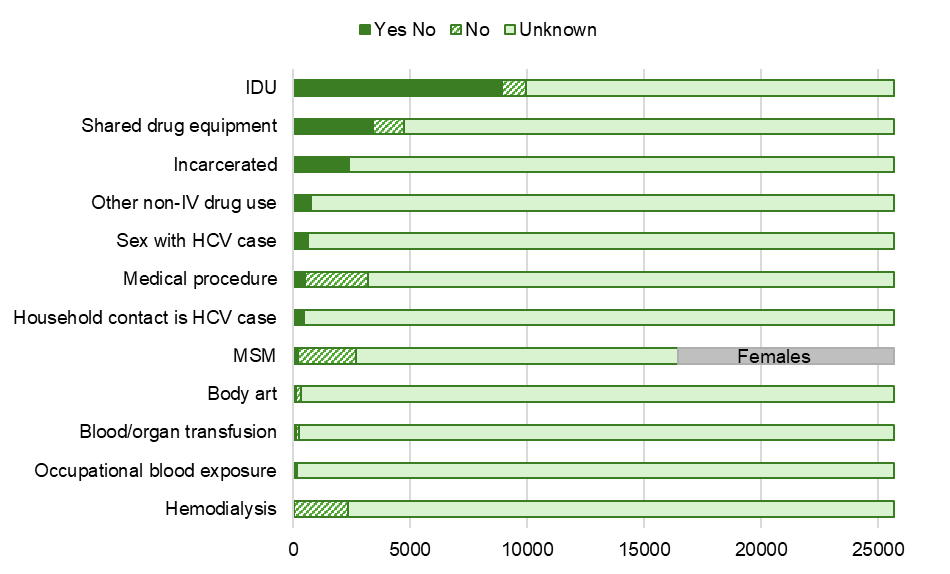 Yes No No Unknown
IDU
Shared drug equipment
Incarcerated
Other non-IV drug use
Sex with HCV case
Medical procedure
Household contact is HCV case
MSM Females
Body art
Blood/organ transfusion
Occupational blood exposure
Hemodialysis
0 5000 10000 15000 20000 25000